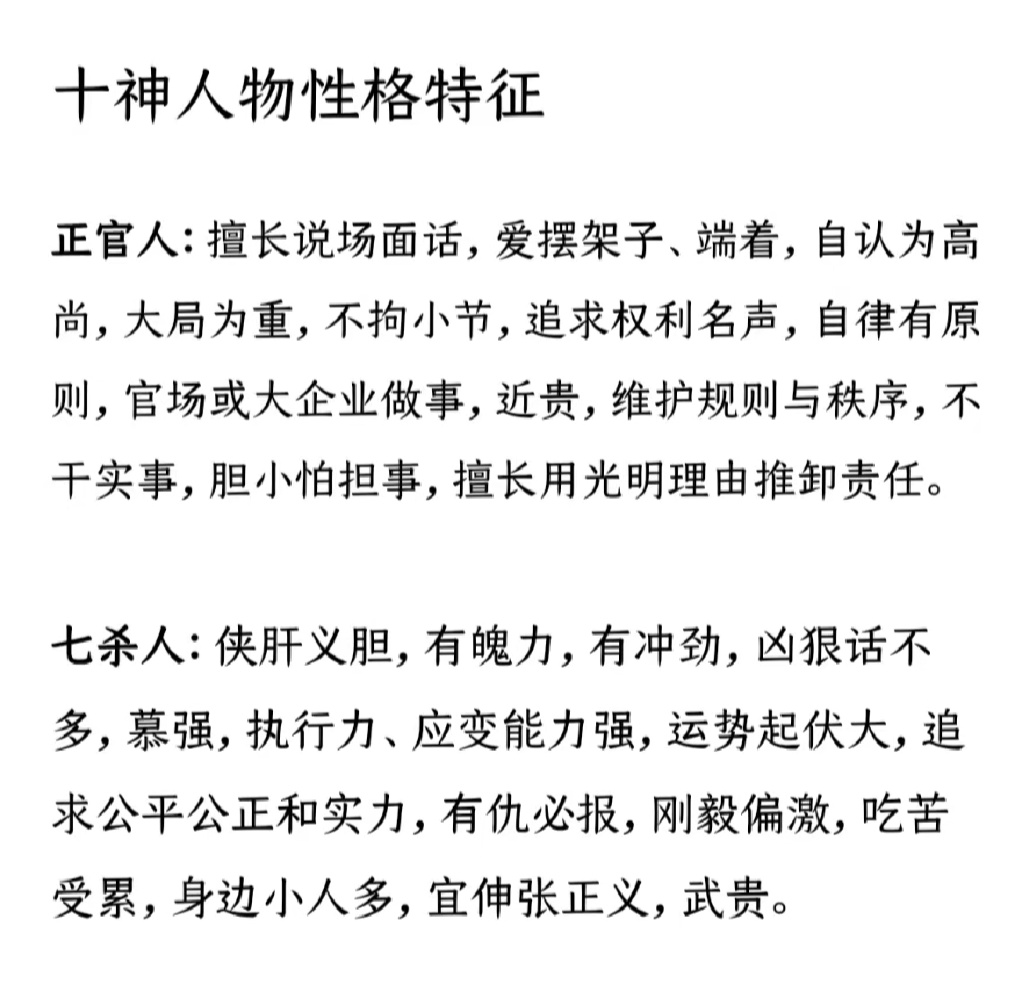 十神人物性格特征
正官人：擅长说场面话，爱摆架子、端着，自认为高
尚，大局为重，不拘小节，追求权利名声，自律有原
则，官场或大企业做事，近贵，维护规则与秩序，不
干实事，胆小怕担事，擅长用光明理由推卸责任。
七杀人：侠肝义胆，有魄力，有冲劲，凶狠话不
多，慕强，执行力、应变能力强，运势起伏大，追
求公平公正和实力，有仇必报，刚毅偏激，吃苦
受累，身边小人多，宜伸张正义，武贵。